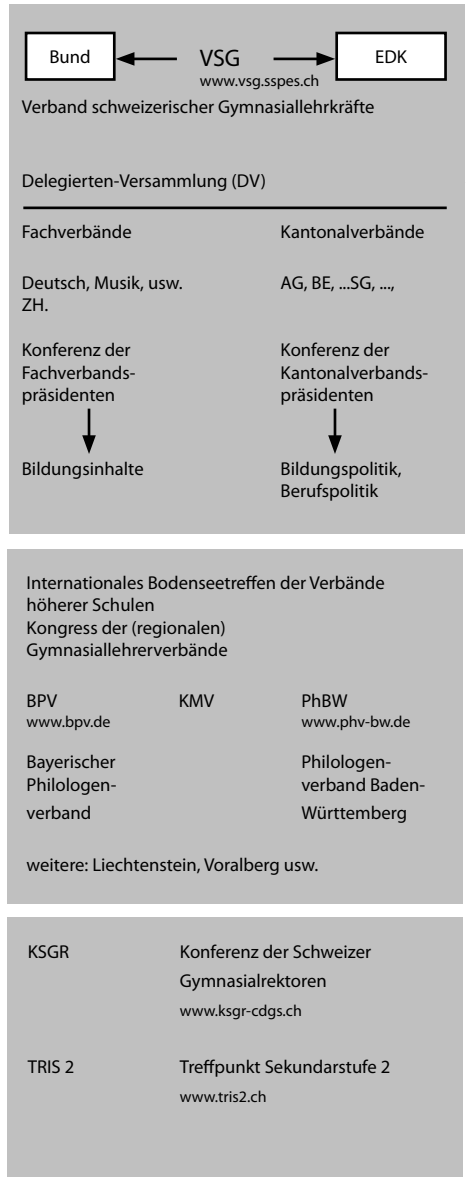 Bund VSG EDK
www.vsg.sspes.ch
Verband schweizerischer Gymnasiallehrkräfte
Delegierten-Versammlung (DV)
Fachverbände
Deutsch, Musik, usw.
ZH.
Konferenz der
Fachverbands-
präsidenten
Bildungsinhalte
Kantonalverbände
AG, BE, ...SG, ...,
Konferenz der
Kantonalverbands-
präsidenten
Bildungspolitik,
Berufspolitik
Internationales Bodenseetreffen der Verbände
höherer Schulen
Kongress der (regionalen)
Gymnasiallehrerverbände
BPV
www.bpv.de
Bayerischer
Philologen-
verband
KMV
PhBW
www.phv-bw.de
Philologen-
verband Baden-
Württemberg
weitere: Liechtenstein, Voralberg usw.
KSGR Konferenz der Schweizer
Gymnasialrektoren
www.ksgr-cdgs.ch
TRIS 2 Treffpunkt Sekundarstufe 2
www.tris2.ch